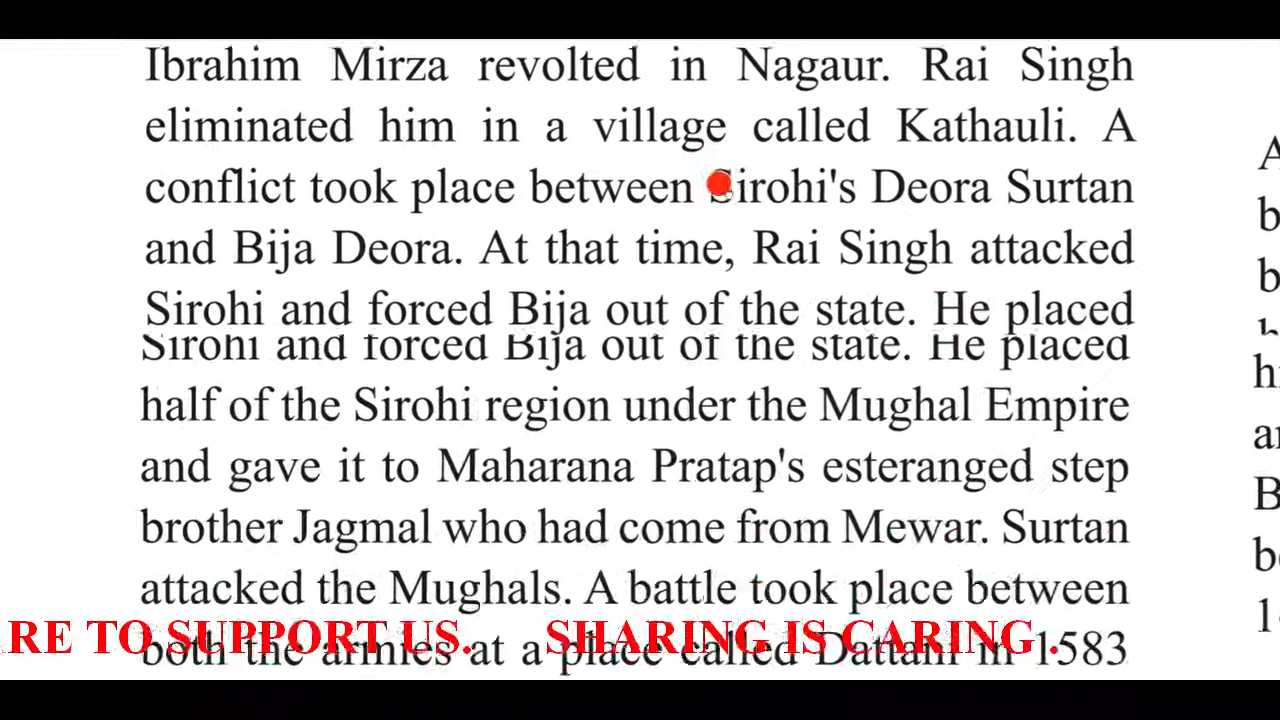 Ibrahim Mirza revolted in Nagaur. Rai Singh
eliminated him in a village called Kathauli. A
conflict took place between Sirohi's Deora Surtan
and Bija Deora. At that time, Rai Singh attacked
Sirohi and forced Bija out of the state. He placed
Sirohi and forced Bija out of the state. He placed
half of the Sirohi region under the Mughal Empire
and gave it to Maharana Pratap's esteranged step
brother Jagmal who had come from Mewar. Surtan
attacked the Mughals. A battle took place between
both the armies at a place called Dattani in 1583
RE TO SUPPORT US. SHARING IS CARING .